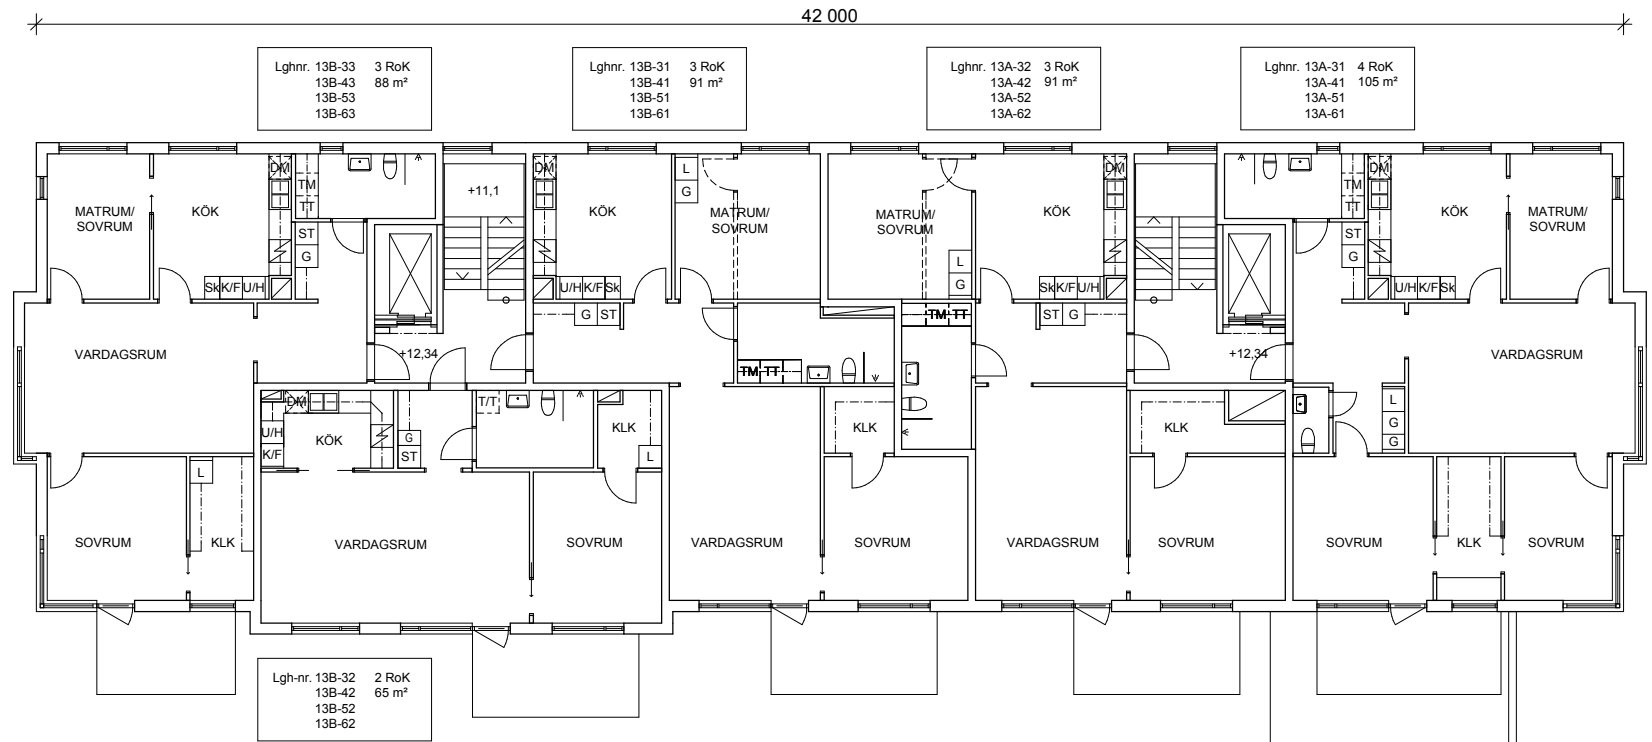 42 000
Lghnr. 13B-33 3 RoK
13B-43 88 m²
13B-53
13B-63
Lghnr. 13B-31 3 RoK
13B-41 91 m²
13B-51
13B-61
Lghnr. 13A-32 3 RoK
13A-42 91 m²
13A-52
13A-62
Lghnr. 13A-31 4 RoK
13A-41 105 m²
13A-51
13A-61
MATRUM/
SOVRUM
KÖK
DM
TM
TT
ST
G
Sk K/F U/H
+11,1
DM
KÖK
L
G
MATRUM/
SOVRUM
U/H K/F Sk
G ST
MATRUM/
SOVRUM
L
G
KÖK
DM
Sk K/F U/H
TM TT
ST G
TM
TT
ST
G
DM
KÖK
MATRUM/
SOVRUM
U/H K/F Sk
VARDAGSRUM
+12,34
TM TT
+12,34
VARDAGSRUM
DM
U/H
K/F
KÖK
G
ST
T/T
KLK
L
KLK
KLK
L
G
G
L
SOVRUM
KLK
VARDAGSRUM
SOVRUM
VARDAGSRUM
SOVRUM
VARDAGSRUM
SOVRUM
SOVRUM
KLK
SOVRUM
Lgh-nr. 13B-32 2 RoK
13B-42 65 m²
13B-52
13B-62